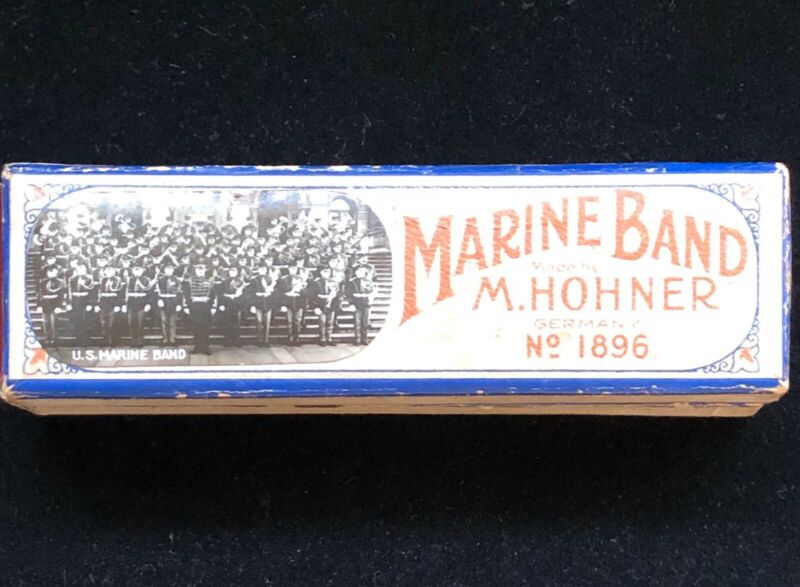 U.S. MARINE BAND
MARINE BAND
Made by
M. HOHNER
GERMANY
No 1896